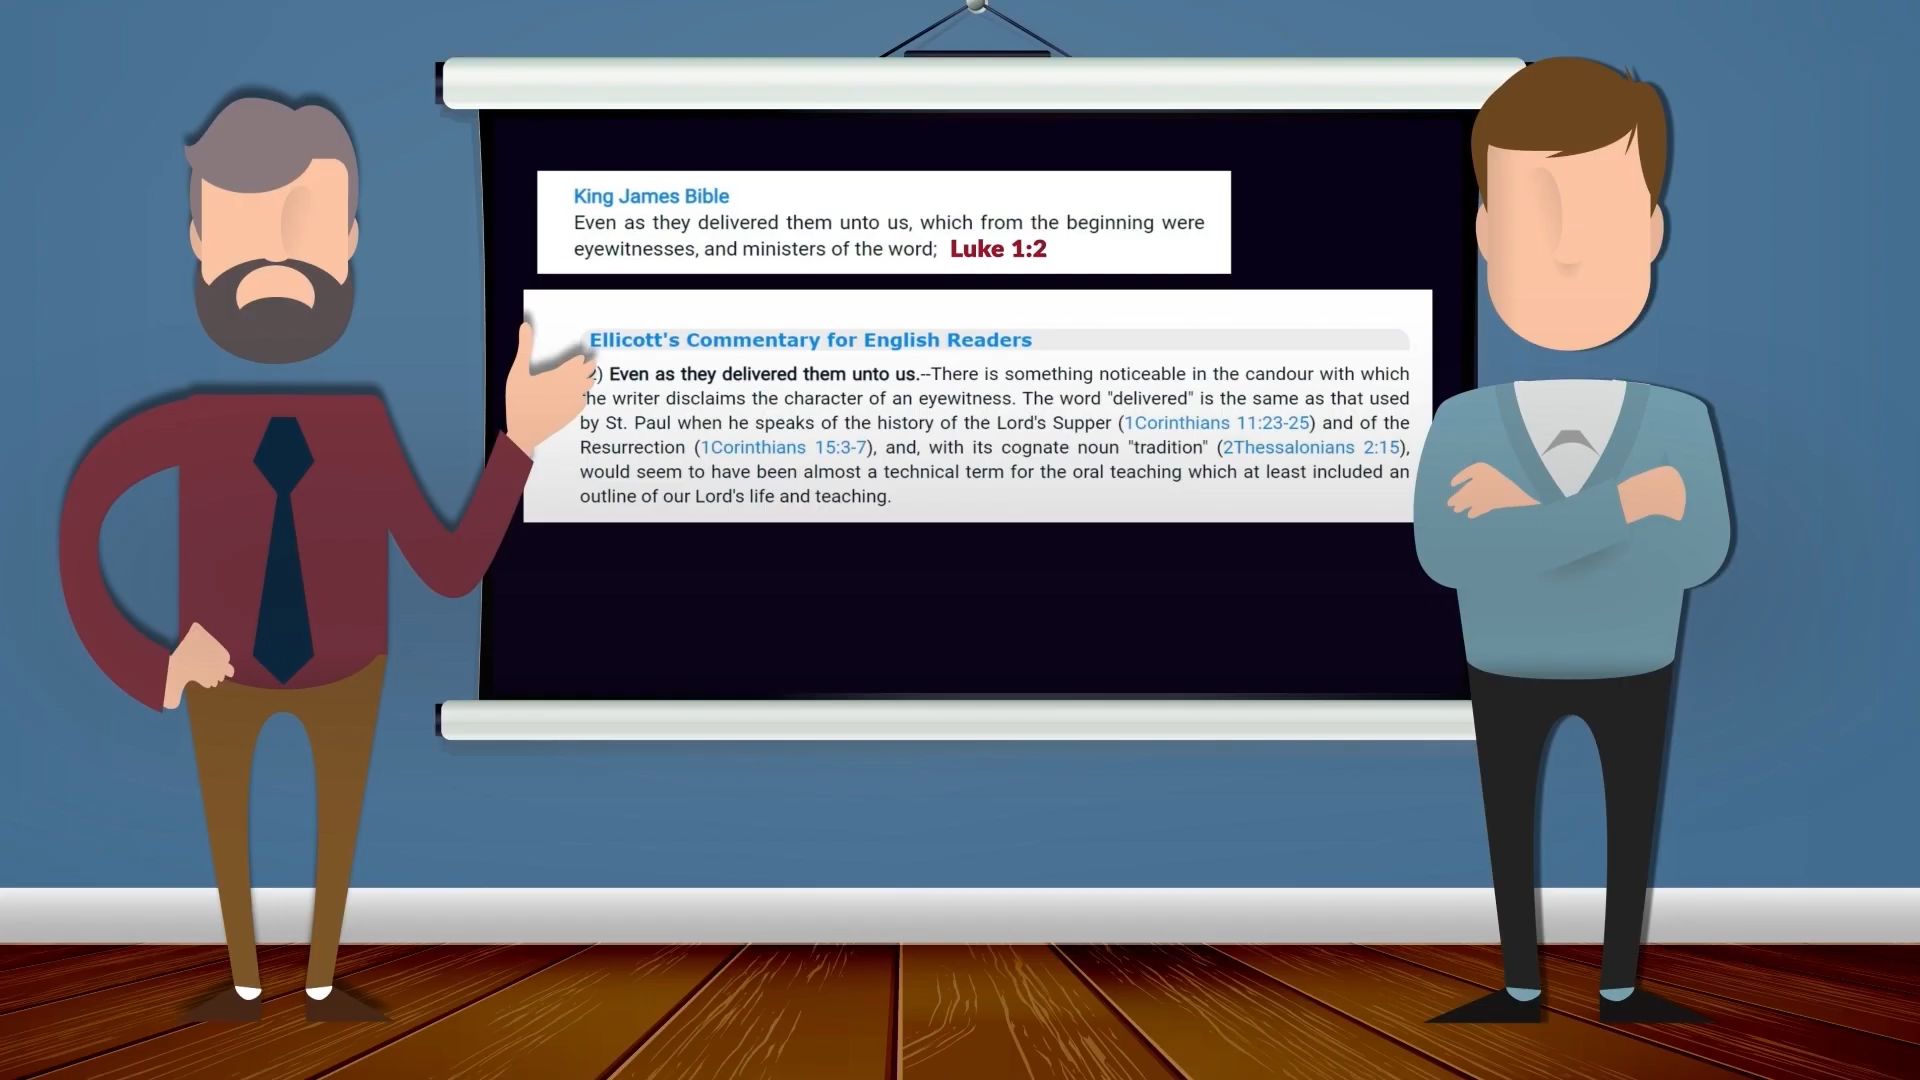 King James Bible
Even as they delivered them unto us, which from the beginning were
eyewitnesses, and ministers of the word; Luke 1:2
Ellicott's Commentary for English Readers
) Even as they delivered them unto us.--There is something noticeable in the candour with which
the writer disclaims the character of an eyewitness. The word "delivered" is the same as that used
by St. Paul when he speaks of the history of the Lord's Supper (1Corinthians 11:23-25) and of the
Resurrection (1Corinthians 15:3-7), and, with its cognate noun "tradition" (2Thessalonians 2:15),
would seem to have been almost a technical term for the oral teaching which at least included an
outline of our Lord's life and teaching.